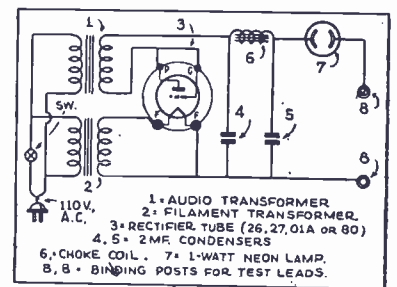 1
3
SW.
P
G
F
F
2
110V,
A.C.
6
7
4
5
8
8
1=AUDIO TRANSFORMER
2=FILAMENT TRANSFORMER
3=RECTIFIER TUBE (26,27,01A OR 80)
4,5=2MF. CONDENSERS
6,=CHOKE COIL. 7=1-WATT NEON LAMP.
8,8=BINDING POSTS FOR TEST LEADS.